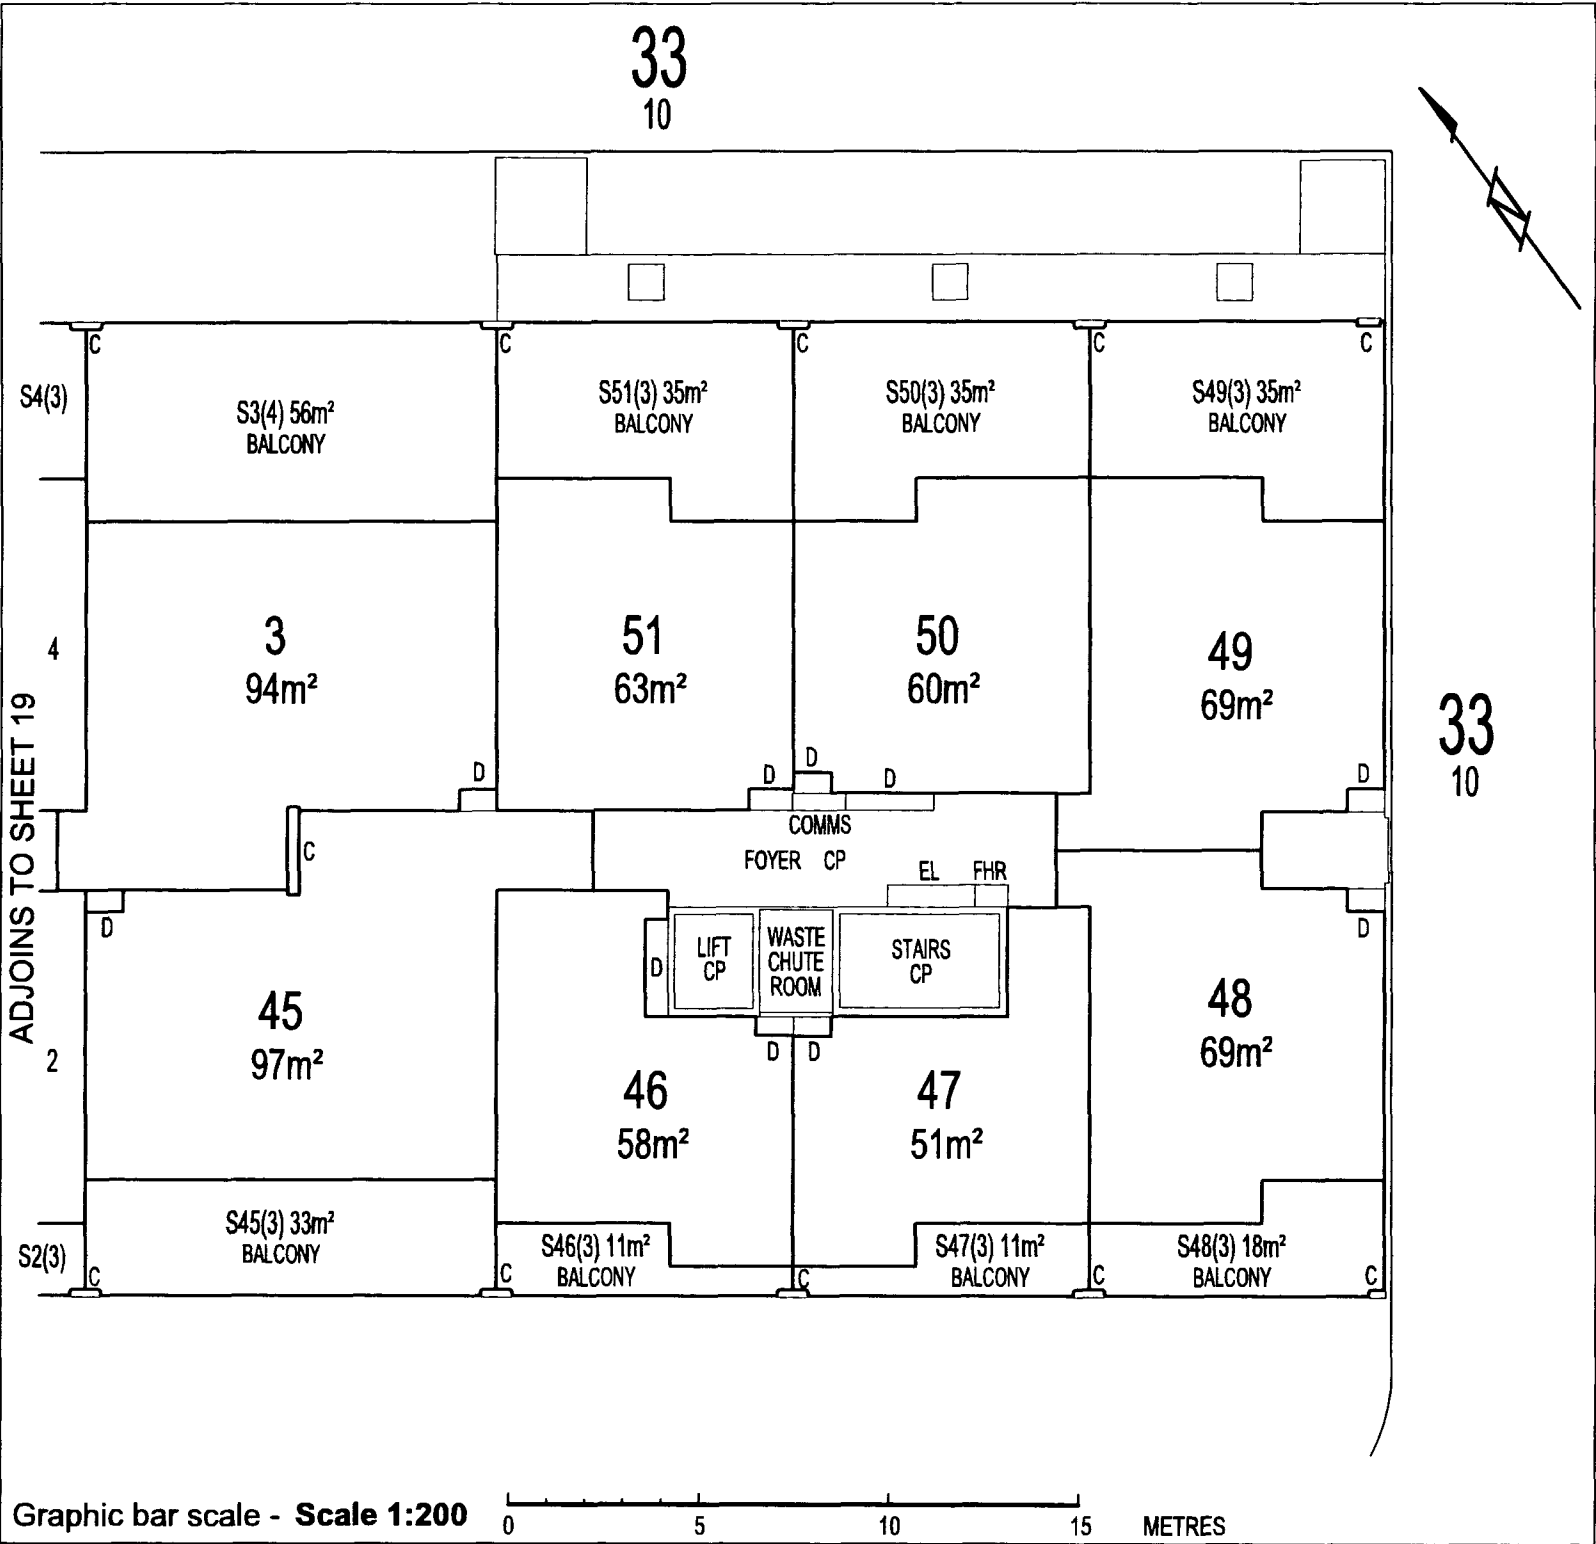 33
10
C
C
C
C
C
S4(3)
S3(4) 56m²
BALCONY
S51(3) 35m²
BALCONY
S50(3) 35m²
BALCONY
S49(3) 35m²
BALCONY
4
3
94m²
51
63m²
50
60m²
49
69m²
33
10
ADJOINS TO SHEET 19
D
D
D
D
D
COMMS
FOYER CP
C
EL
FHR
D
D
D
LIFT
CP
WASTE
CHUTE
ROOM
STAIRS
CP
D
D
2
45
97m²
46
58m²
47
51m²
48
69m²
S2(3)
S45(3) 33m²
BALCONY
S46(3) 11m²
BALCONY
S47(3) 11m²
BALCONY
S48(3) 18m²
BALCONY
C
C
C
C
C
Graphic bar scale - Scale 1:200
0 5 10 15 METRES
N